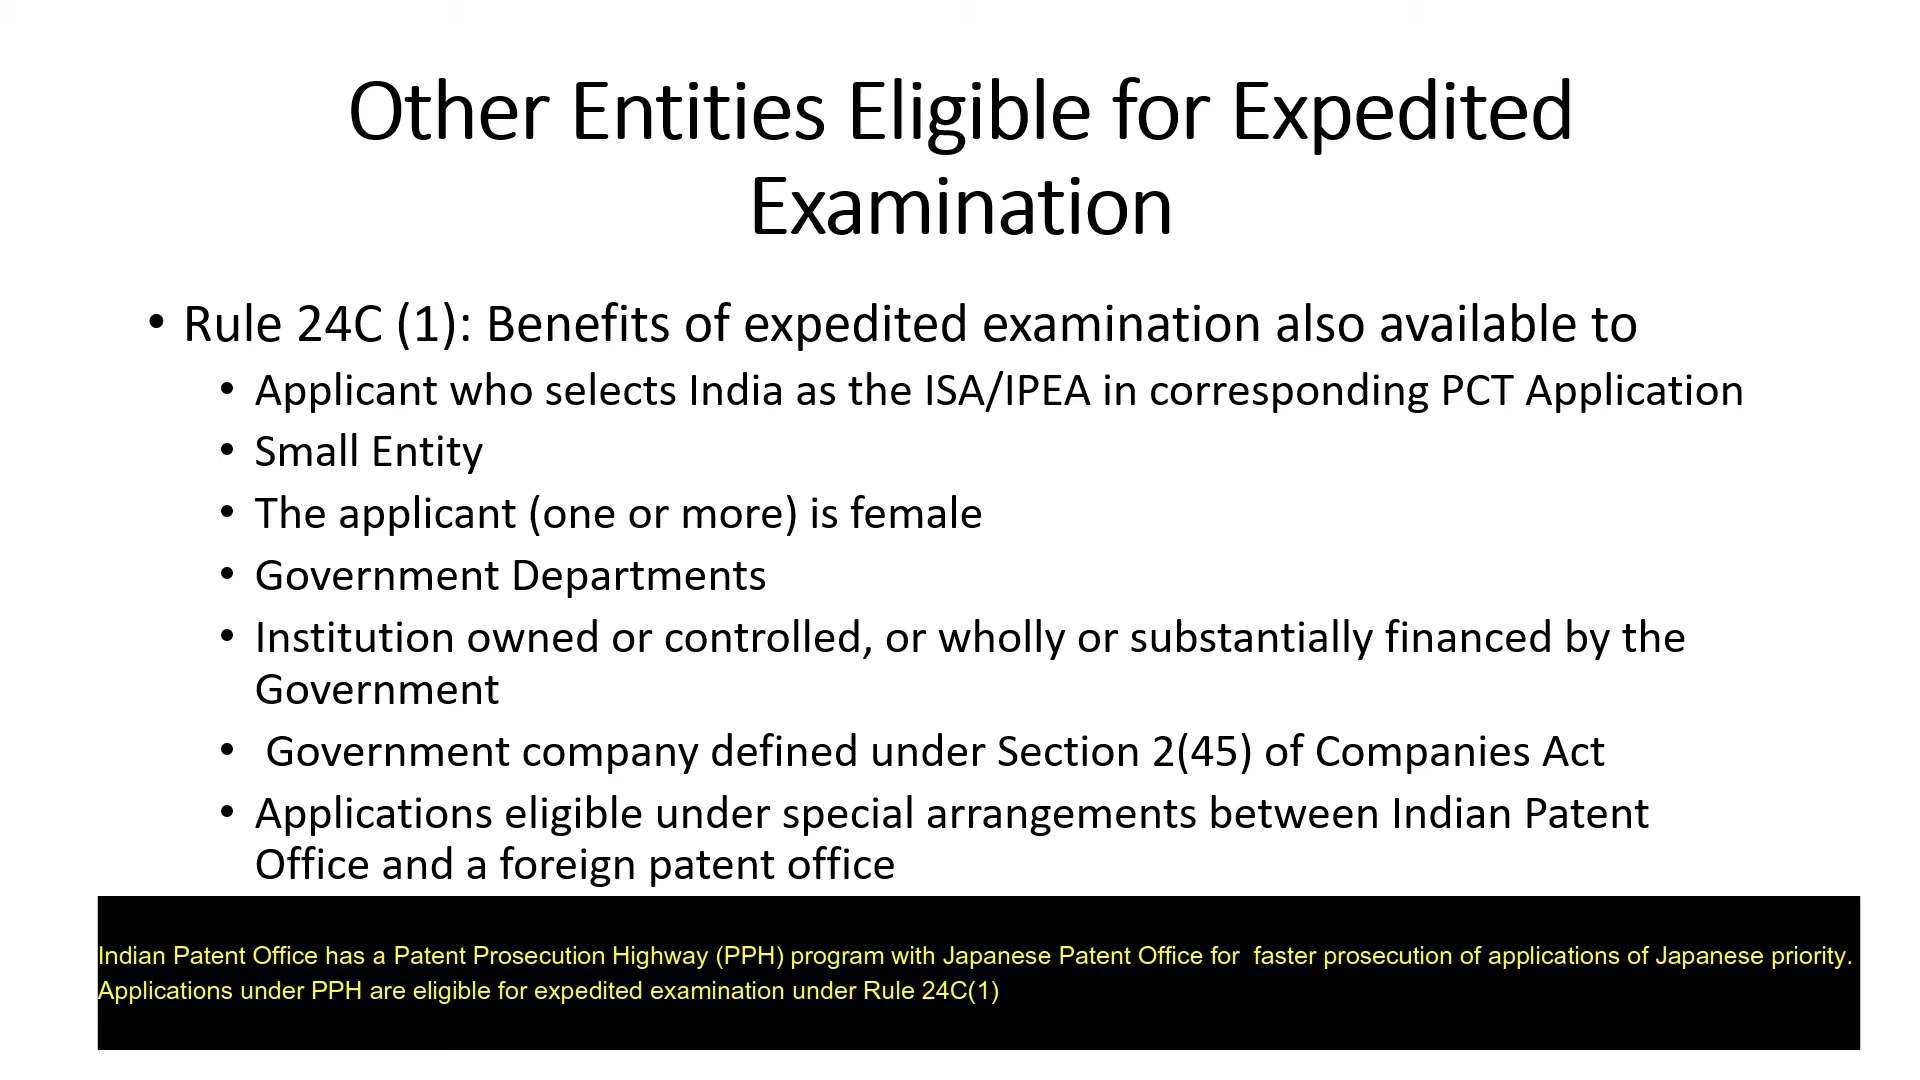 Other Entities Eligible for Expedited
Examination
• Rule 24C (1): Benefits of expedited examination also available to
• Applicant who selects India as the ISA/IPEA in corresponding PCT Application
• Small Entity
• The applicant (one or more) is female
• Government Departments
• Institution owned or controlled, or wholly or substantially financed by the
Government
• Government company defined under Section 2(45) of Companies Act
• Applications eligible under special arrangements between Indian Patent
Office and a foreign patent office
Indian Patent Office has a Patent Prosecution Highway (PPH) program with Japanese Patent Office for  faster prosecution of applications of Japanese priority.
Applications under PPH are eligible for expedited examination under Rule 24C(1)